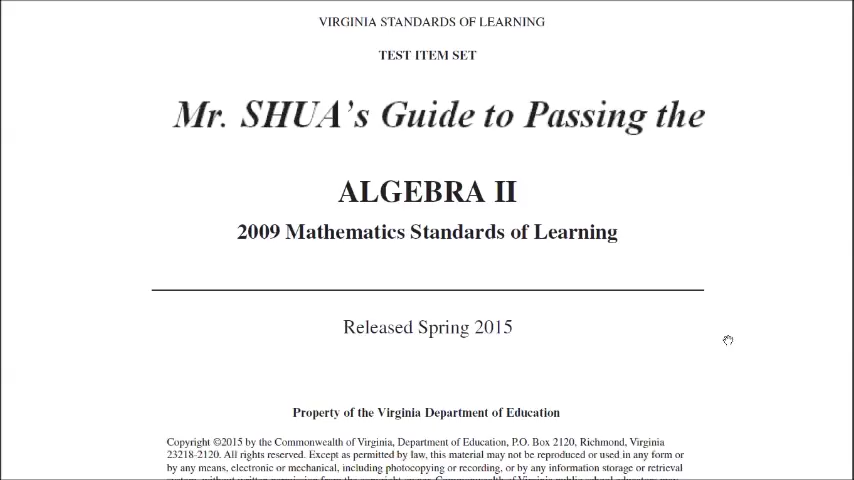 VIRGINIA STANDARDS OF LEARNING
TEST ITEM SET
Mr. SHUA's Guide to Passing the
ALGEBRA II
2009 Mathematics Standards of Learning
Released Spring 2015
Property of the Virginia Department of Education
Copyright ©2015 by the Commonwealth of Virginia, Department of Education, P.O. Box 2120, Richmond, Virginia
23218-2120. All rights reserved. Except as permitted by law, this material may not be reproduced or used in any form or
by any means, electronic or mechanical, including photocopying or recording, or by any information storage or retrieval